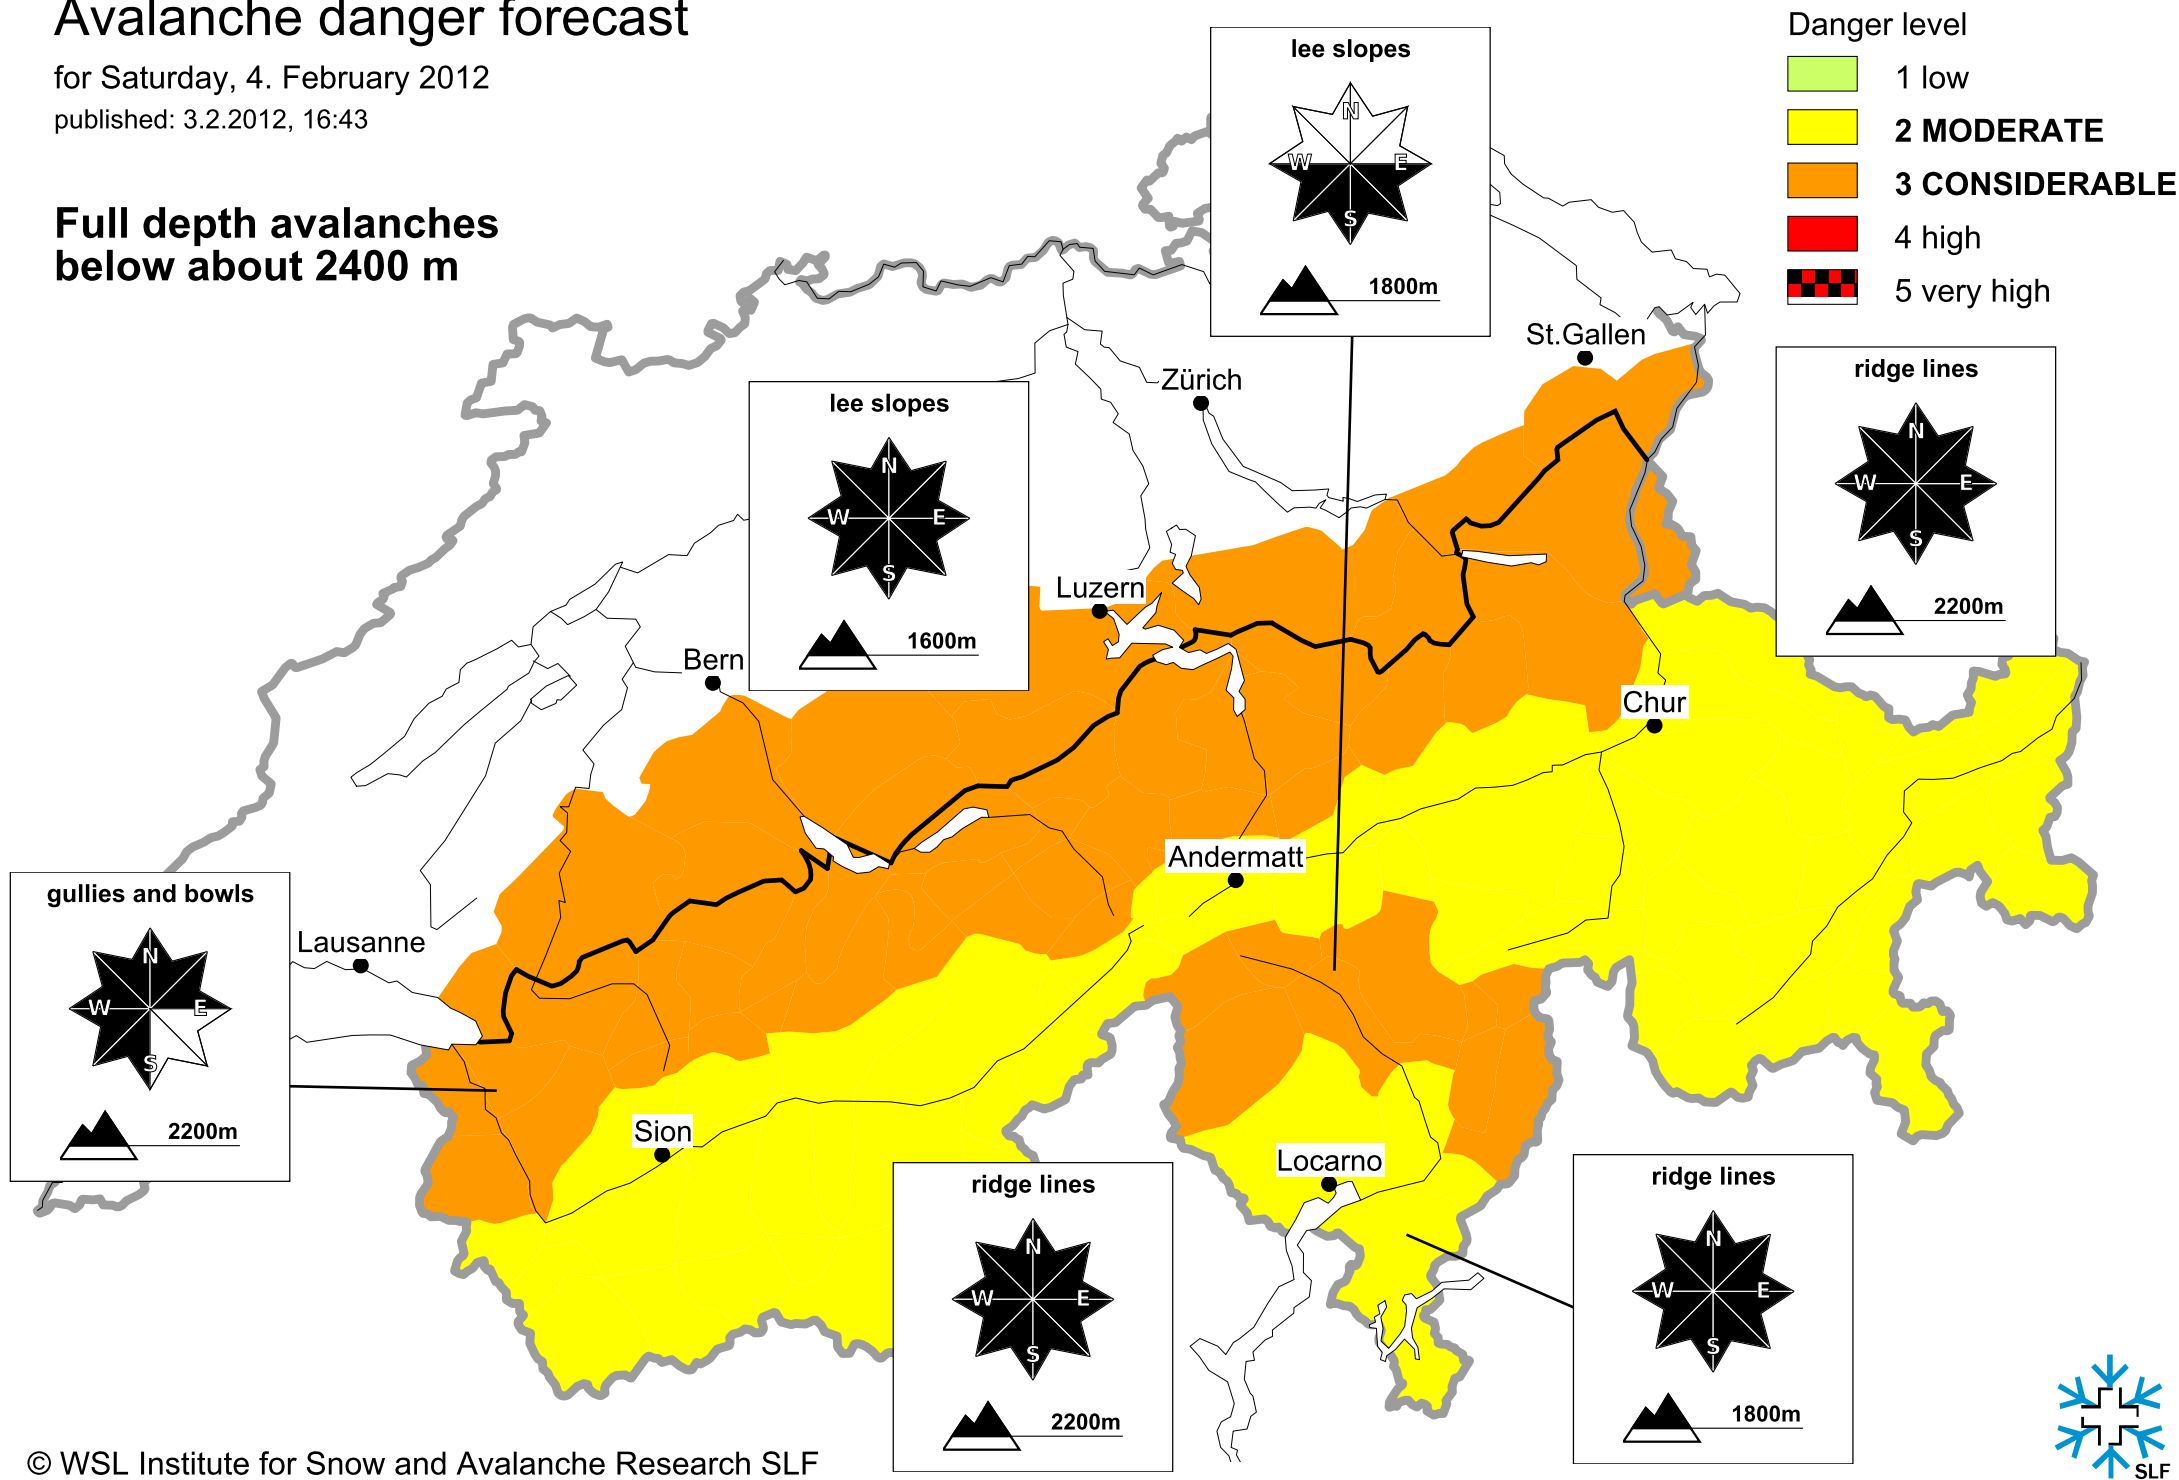 Avalanche danger forecast
for Saturday, 4. February 2012
published: 3.2.2012, 16:43
Full depth avalanches
below about 2400 m
Danger level
1 low
2 MODERATE
3 CONSIDERABLE
4 high
5 very high
lee slopes
N
W
E
S
1800m
ridge lines
N
W
E
S
2200m
lee slopes
N
W
E
S
1600m
St.Gallen
Zürich
Luzern
Bern
Chur
Andermatt
Lausanne
Sion
Locarno
gullies and bowls
N
W
E
S
2200m
ridge lines
N
W
E
S
2200m
ridge lines
N
W
E
S
1800m
© WSL Institute for Snow and Avalanche Research SLF
SLF